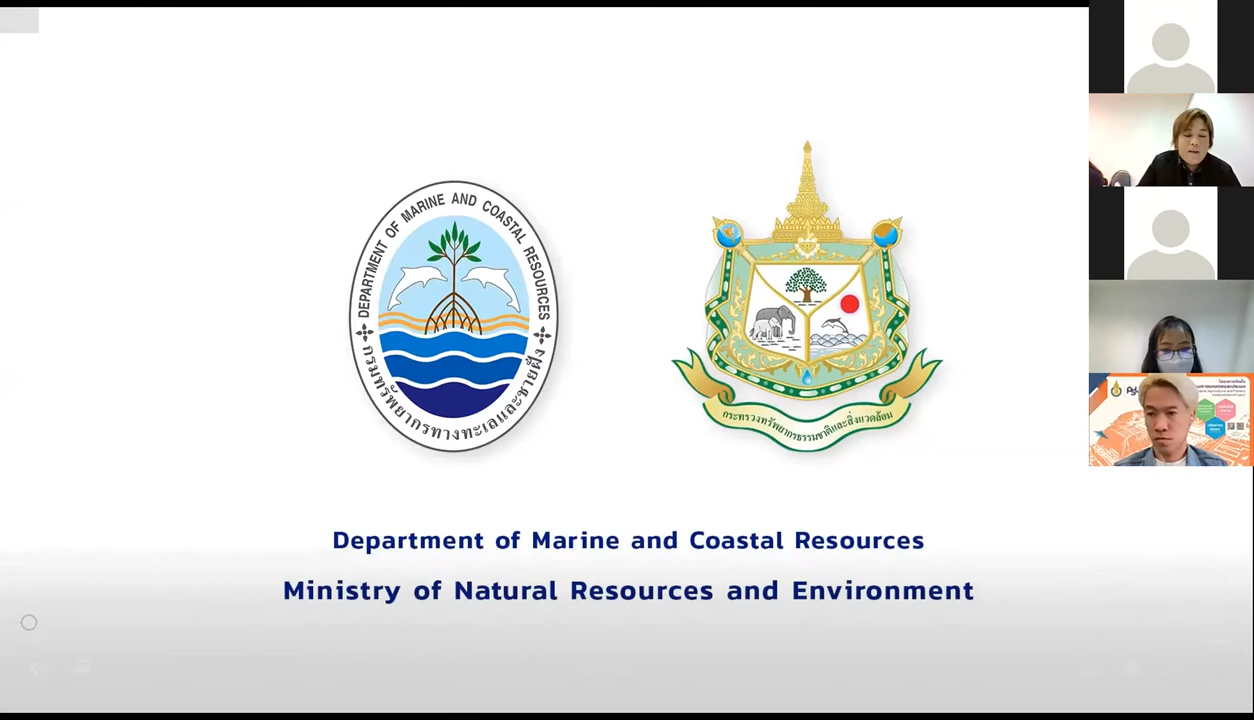 DEPARTMENT OF MARINE AND COASTAL RESOURCES
กรมทรัพยากรทางทะเลและชายฝั่ง
กระทรวงทรัพยากรธรรมชาติและสิ่งแวดล้อม
Department of Marine and Coastal Resources
Ministry of Natural Resources and Environment